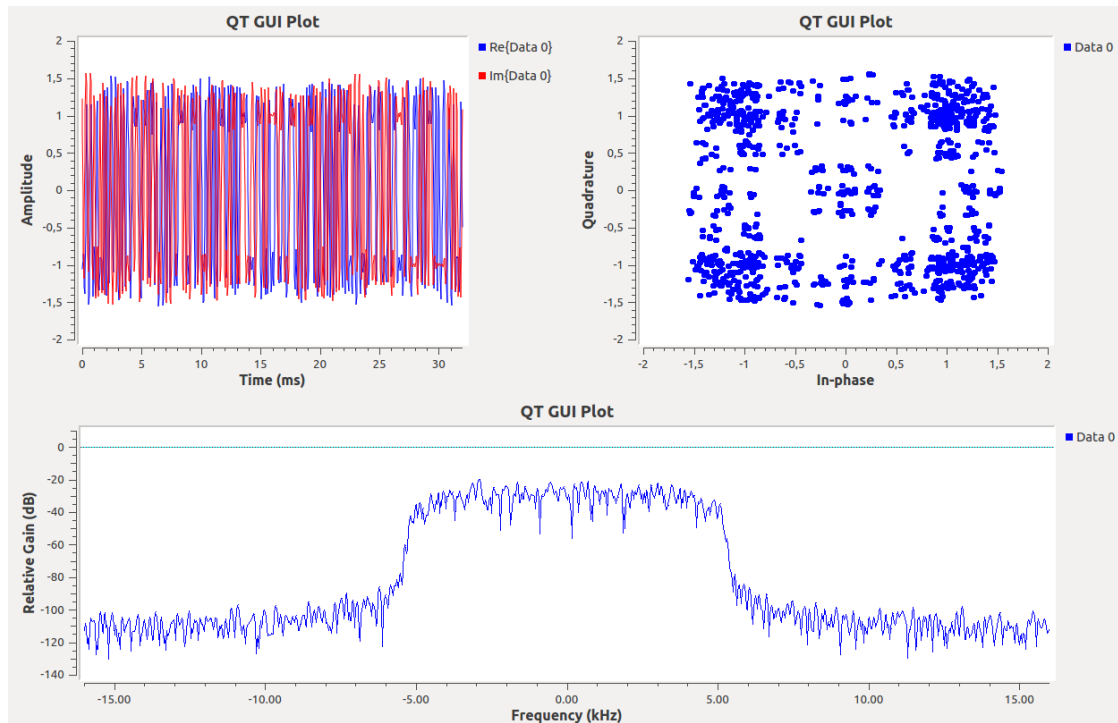 QT GUI Plot
Re{Data 0}
Im{Data 0}
2
1,5
1
0,5
0
-0,5
-1
-1,5
-2
Amplitude
0 5 10 15 20 25 30
Time (ms)
QT GUI Plot
Data 0
2
1,5
1
0,5
0
-0,5
-1
-1,5
-2
Quadrature
-2 -1,5 -1 -0,5 0 0,5 1 1,5 2
In-phase
QT GUI Plot
Data 0
0
-20
-40
-60
-80
-100
-120
-140
Relative Gain (dB)
-15.00 -10.00 -5.00 0.00 5.00 10.00 15.00
Frequency (kHz)